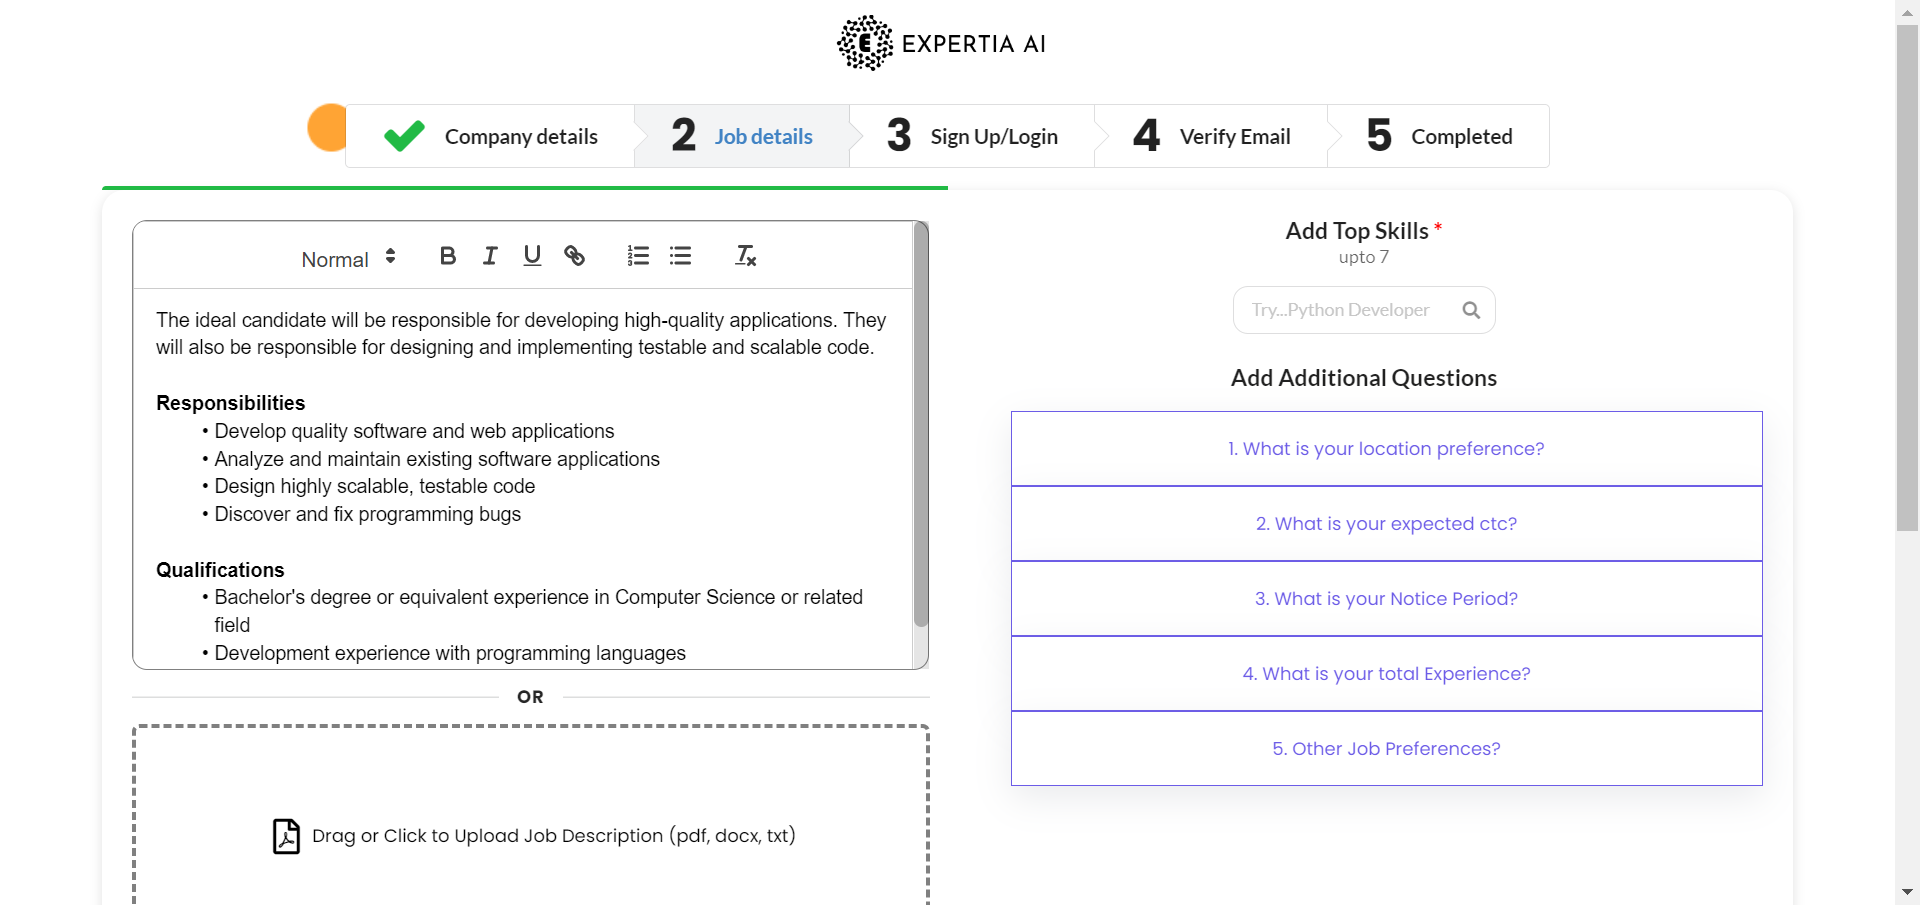 EXPERTIA AI
Company details
2 Job details
3 Sign Up/Login
4 Verify Email
5 Completed
Normal
The ideal candidate will be responsible for developing high-quality applications. They
will also be responsible for designing and implementing testable and scalable code.
Responsibilities
• Develop quality software and web applications
• Analyze and maintain existing software applications
• Design highly scalable, testable code
• Discover and fix programming bugs
Qualifications
• Bachelor's degree or equivalent experience in Computer Science or related
field
• Development experience with programming languages
OR
Drag or Click to Upload Job Description (pdf, docx, txt)
Add Top Skills *
upto 7
Try...Python Developer
Add Additional Questions
1. What is your location preference?
2. What is your expected ctc?
3. What is your Notice Period?
4. What is your total Experience?
5. Other Job Preferences?